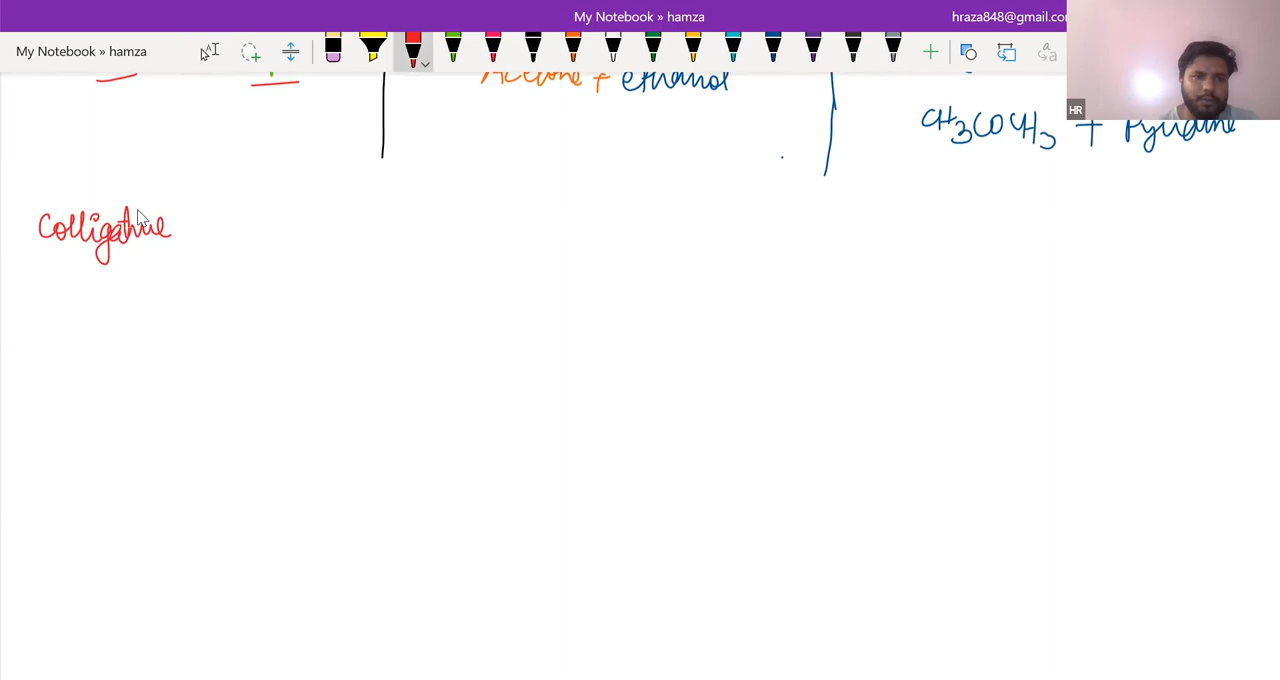 My Notebook » hamza
hraza848@gmail.co
My Notebook » hamza
Acetone + ethanol
CH3COCH3 + Pyridine
HR
Colligative